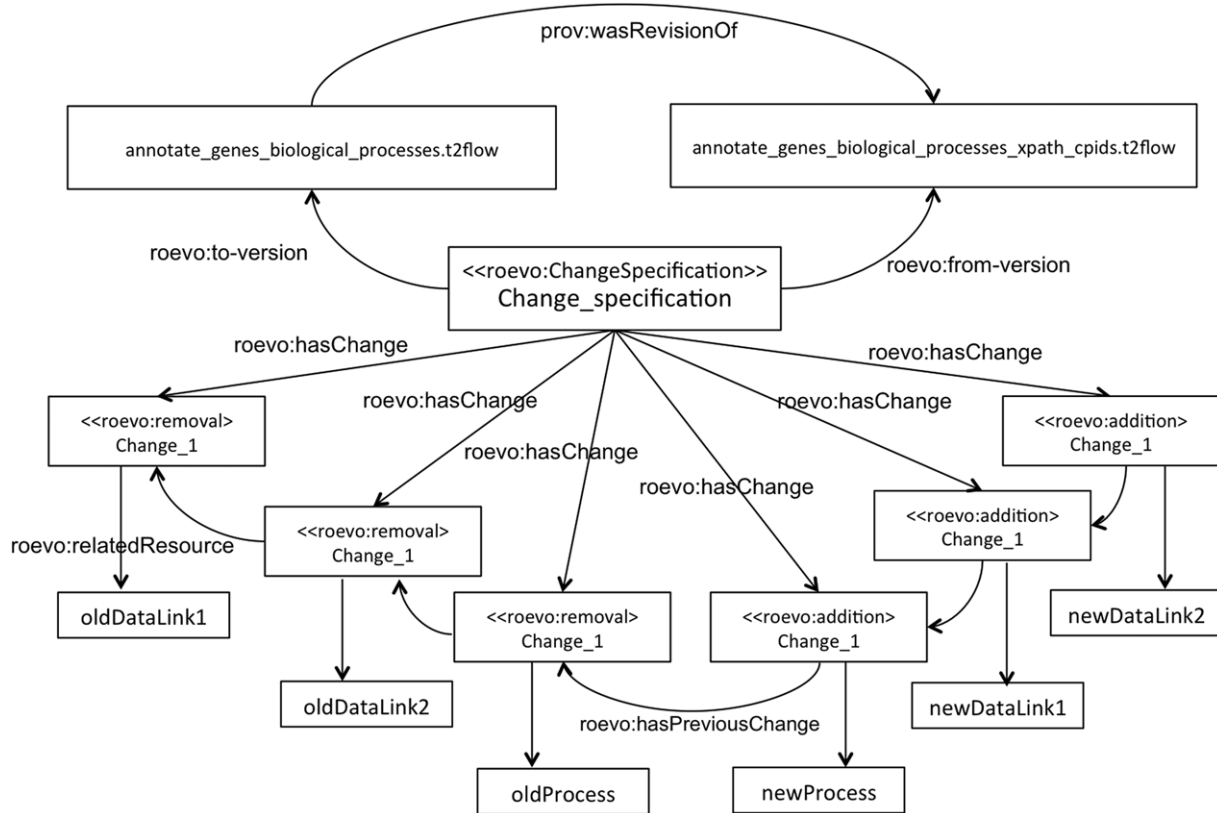 prov:wasRevisionOf
annotate_genes_biological_processes.t2flow
annotate_genes_biological_processes_xpath_cpids.t2flow
roevo:to-version
<<roevo:ChangeSpecification>>
Change_specification
roevo:from-version
roevo:hasChange
roevo:hasChange
roevo:hasChange
roevo:hasChange
roevo:hasChange
roevo:hasChange
<<roevo:removal>
Change_1
<<roevo:addition>
Change_1
<<roevo:removal>
Change_1
<<roevo:addition>
Change_1
roevo:relatedResource
oldDataLink1
<<roevo:removal>
Change_1
<<roevo:addition>
Change_1
newDataLink2
oldDataLink2
newDataLink1
roevo:hasPreviousChange
oldProcess
newProcess